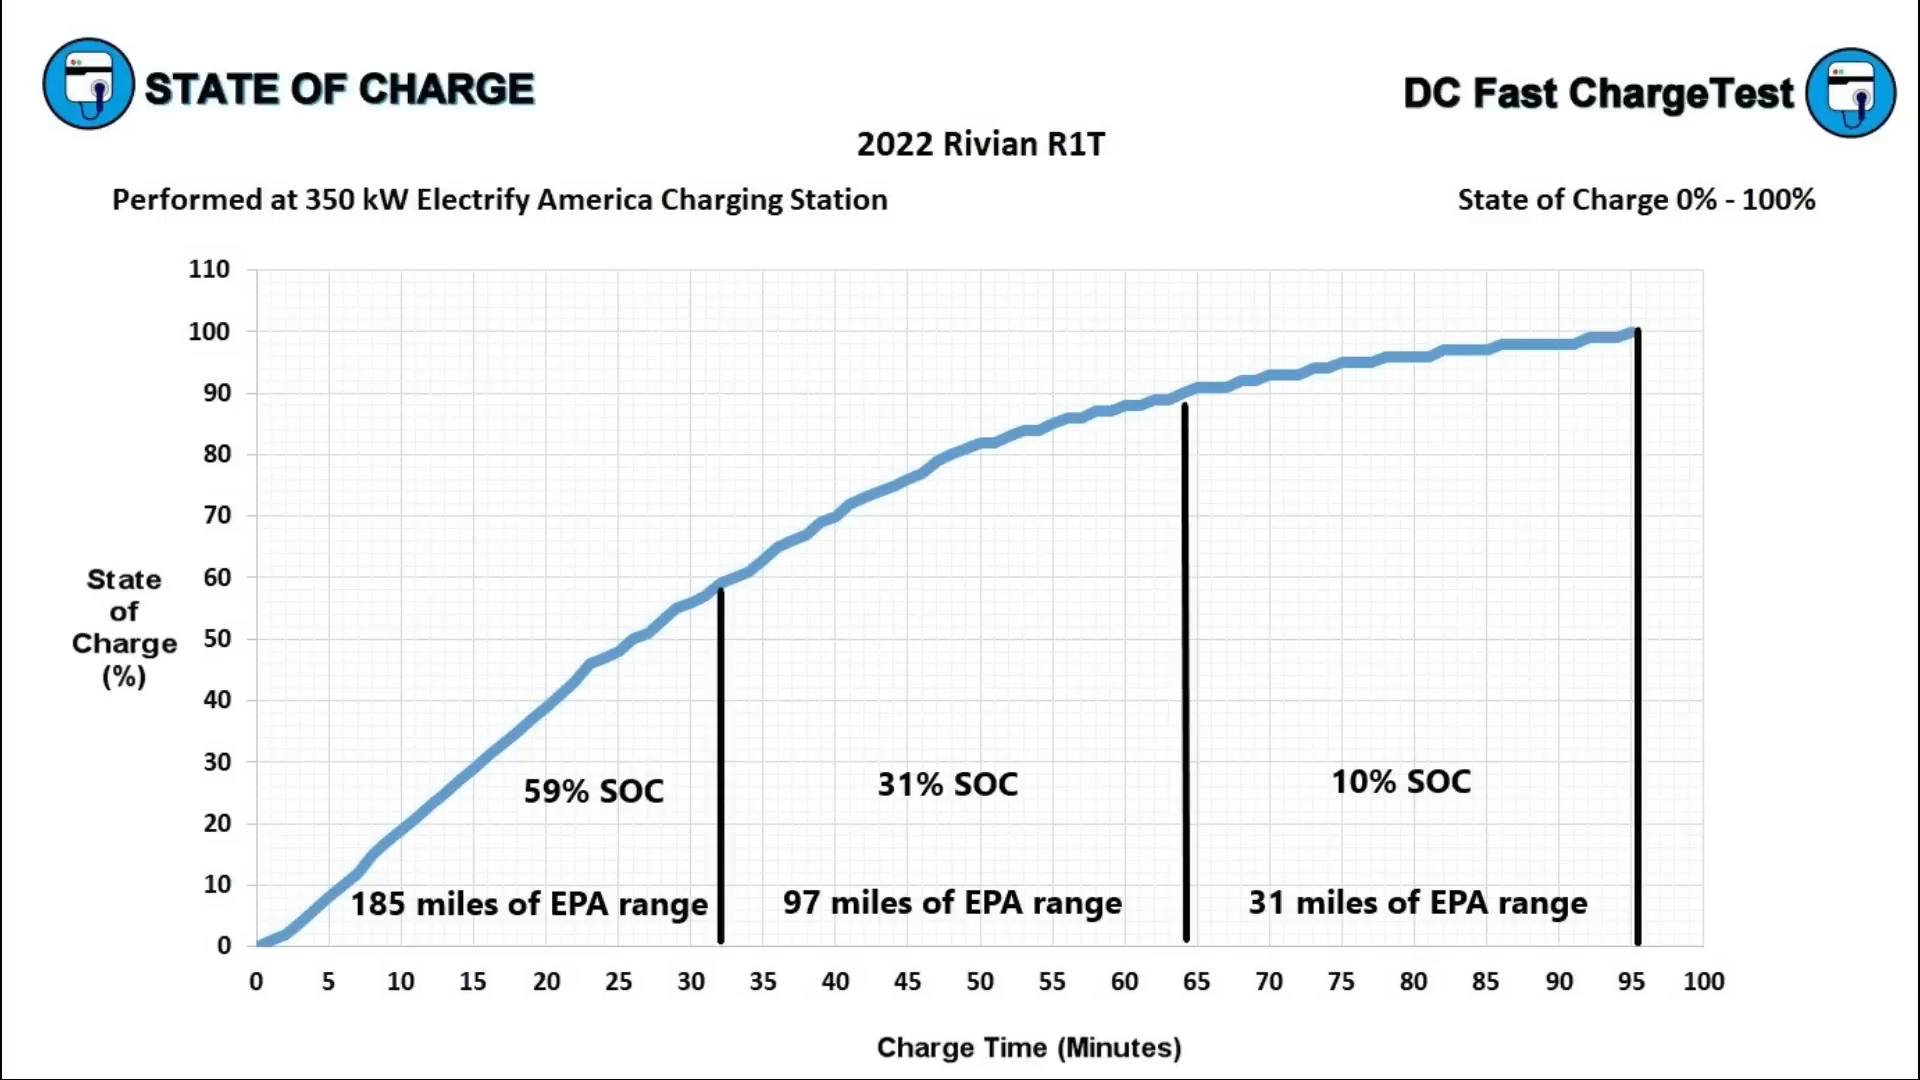 STATE OF CHARGE
DC Fast ChargeTest
2022 Rivian R1T
Performed at 350 kW Electrify America Charging Station
State of Charge 0% - 100%
110
100
90
80
70
60
50
40
30
20
10
0
State
of
Charge
(%)
59% SOC
31% SOC
10% SOC
185 miles of EPA range
97 miles of EPA range
31 miles of EPA range
0 5 10 15 20 25 30 35 40 45 50 55 60 65 70 75 80 85 90 95 100
Charge Time (Minutes)